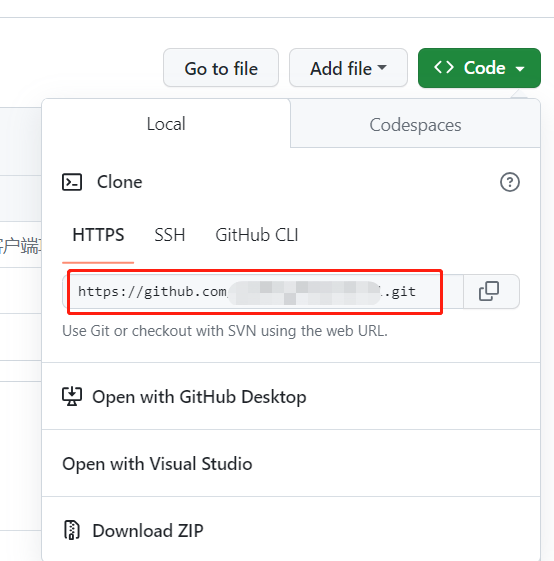 Go to file Add file Code
Local Codespaces
Clone
客户端
HTTPS SSH GitHub CLI
https://github.com .git
Use Git or checkout with SVN using the web URL.
Open with GitHub Desktop
Open with Visual Studio
Download ZIP